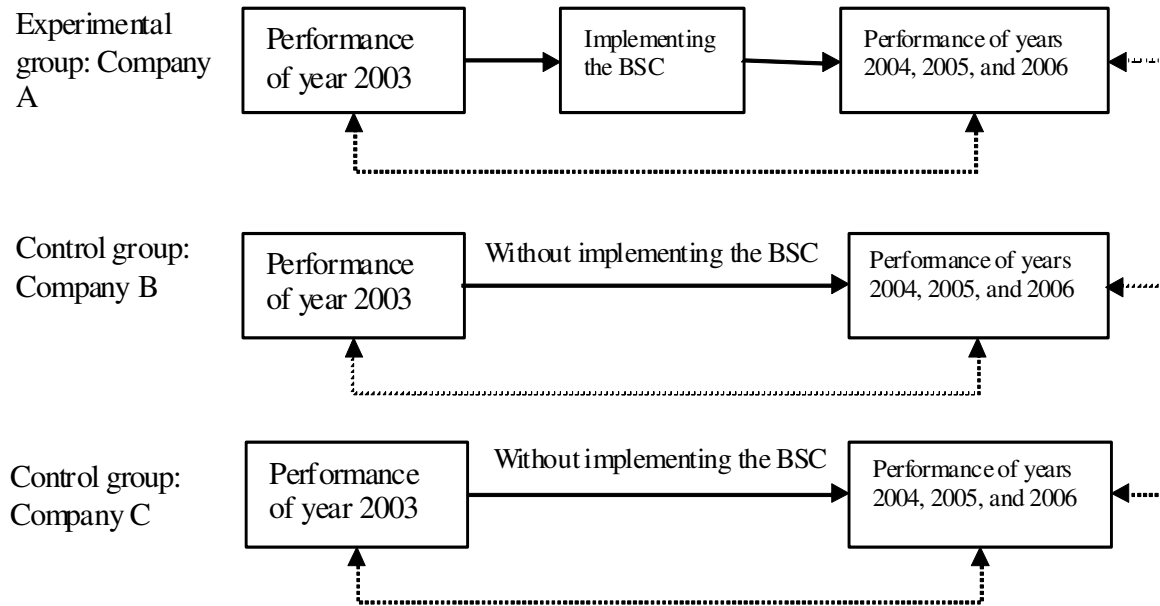 Experimental
group: Company
A
Performance
of year 2003
Implementing
the BSC
Performance of years
2004, 2005, and 2006
Control group:
Company B
Performance
of year 2003
Without implementing the BSC
Performance of years
2004, 2005, and 2006
Control group:
Company C
Performance
of year 2003
Without implementing the BSC
Performance of years
2004, 2005, and 2006